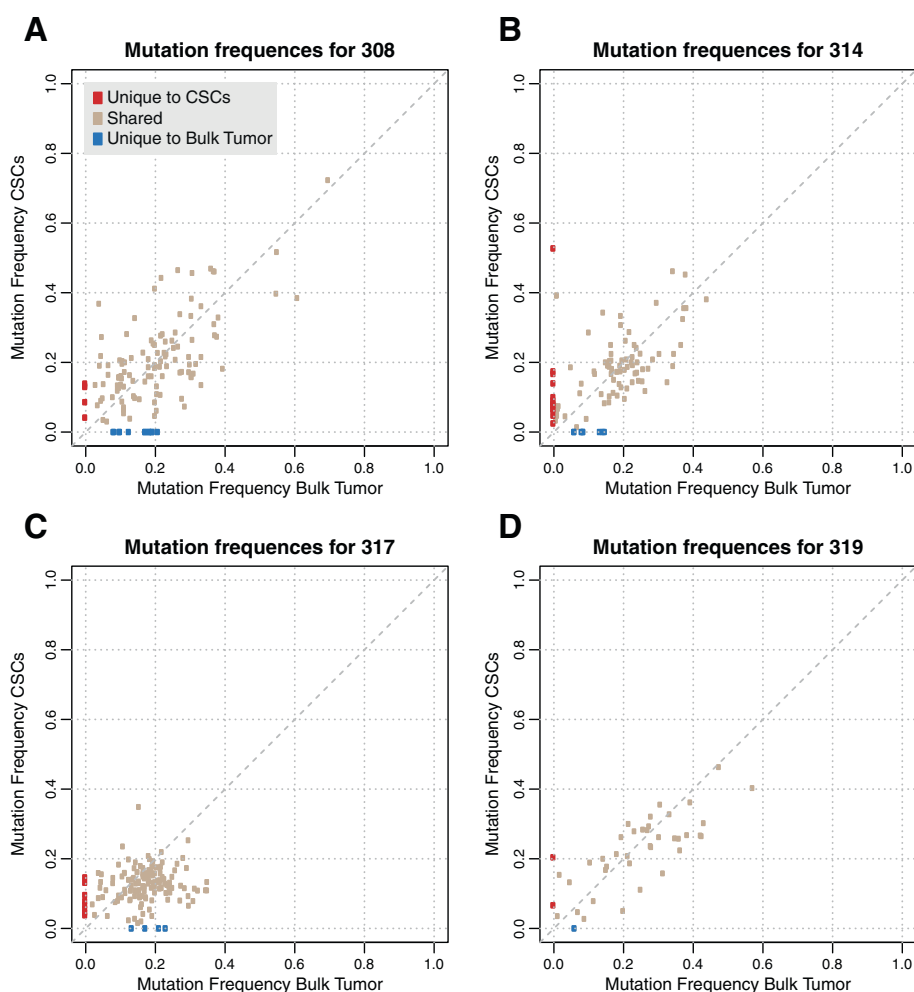 A
Mutation frequences for 308
Mutation Frequency CSCs
1.0
0.8
0.6
0.4
0.2
0.0
Unique to CSCs
Shared
Unique to Bulk Tumor
0.0 0.2 0.4 0.6 0.8 1.0
Mutation Frequency Bulk Tumor
B
Mutation frequences for 314
Mutation Frequency CSCs
1.0
0.8
0.6
0.4
0.2
0.0
0.0 0.2 0.4 0.6 0.8 1.0
Mutation Frequency Bulk Tumor
C
Mutation frequences for 317
Mutation Frequency CSCs
1.0
0.8
0.6
0.4
0.2
0.0
0.0 0.2 0.4 0.6 0.8 1.0
Mutation Frequency Bulk Tumor
D
Mutation frequences for 319
Mutation Frequency CSCs
1.0
0.8
0.6
0.4
0.2
0.0
0.0 0.2 0.4 0.6 0.8 1.0
Mutation Frequency Bulk Tumor